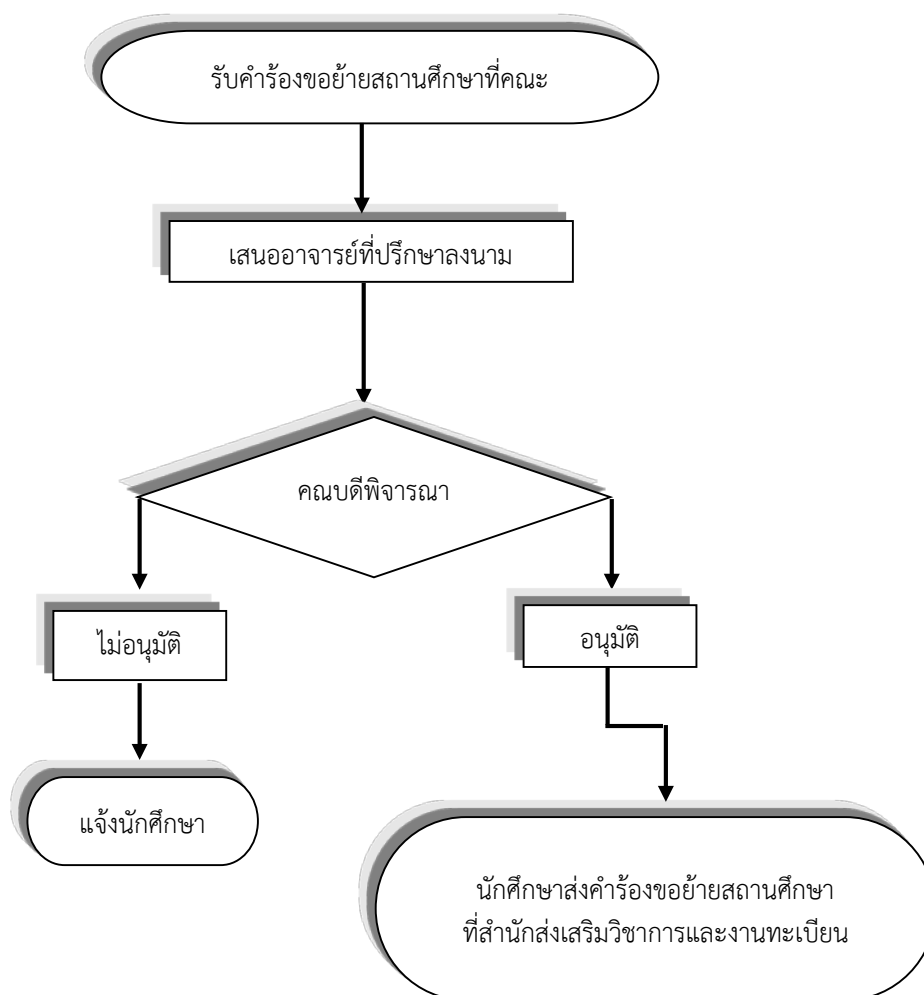 รับคำร้องขอย้ายสถานศึกษาที่คณะ
เสนออาจารย์ที่ปรึกษาลงนาม
คณบดีพิจารณา
ไม่อนุมัติ
อนุมัติ
แจ้งนักศึกษา
นักศึกษาส่งคำร้องขอย้ายสถานศึกษา
ที่สำนักส่งเสริมวิชาการและงานทะเบียน